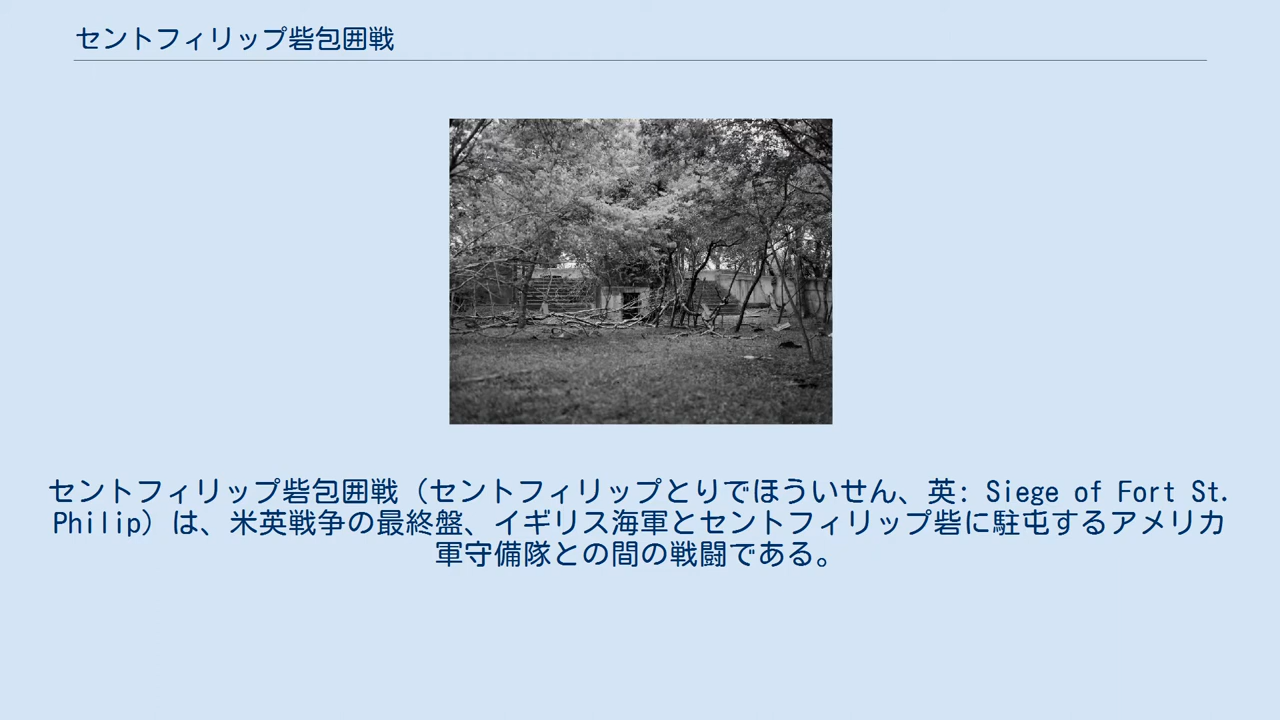 セントフィリップ砦包囲戦
セントフィリップ砦包囲戦（セントフィリップとりでほういせん、英: Siege of Fort St.
Philip）は、米英戦争の最終盤、イギリス海軍とセントフィリップ砦に駐屯するアメリカ
軍守備隊との間の戦闘である。